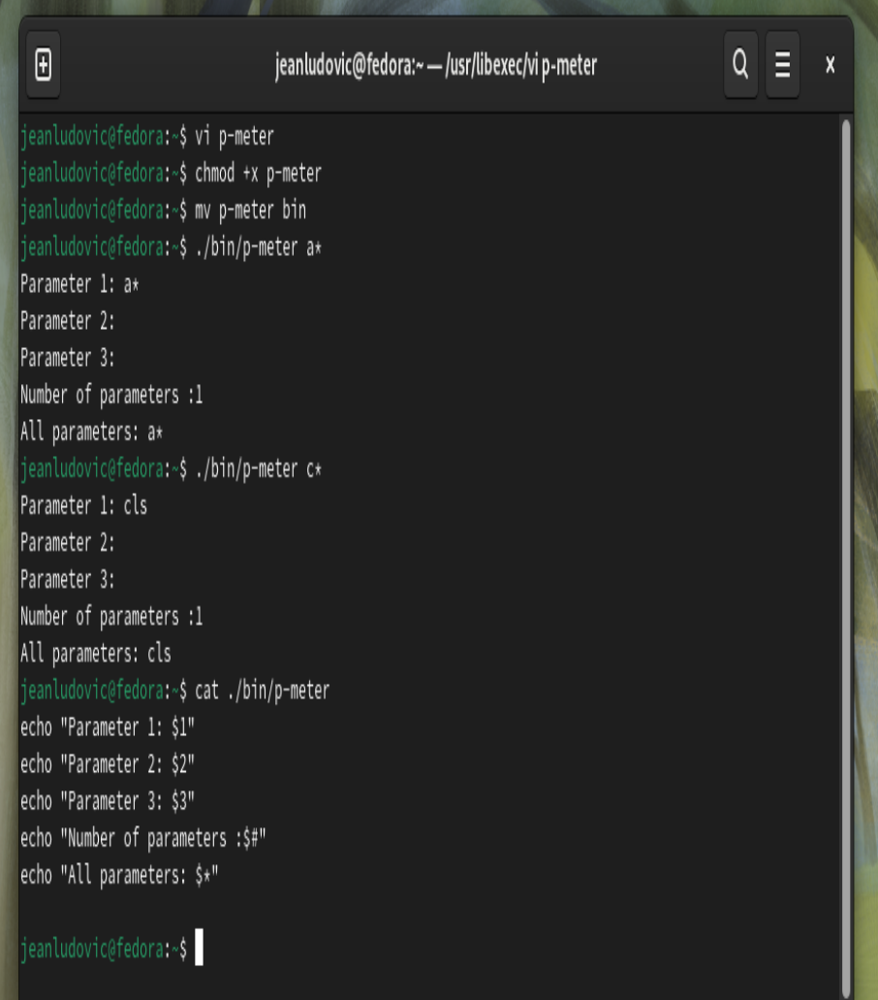 jeanludovic@fedora:~ — /usr/libexec/vi p-meter
jeanludovic@fedora:~$ vi p-meter
jeanludovic@fedora:~$ chmod +x p-meter
jeanludovic@fedora:~$ mv p-meter bin
jeanludovic@fedora:~$ ./bin/p-meter a*
Parameter 1: a*
Parameter 2:
Parameter 3:
Number of parameters :1
All parameters: a*
jeanludovic@fedora:~$ ./bin/p-meter c*
Parameter 1: cls
Parameter 2:
Parameter 3:
Number of parameters :1
All parameters: cls
jeanludovic@fedora:~$ cat ./bin/p-meter
echo "Parameter 1: $1"
echo "Parameter 2: $2"
echo "Parameter 3: $3"
echo "Number of parameters :$#"
echo "All parameters: $*"
jeanludovic@fedora:~$